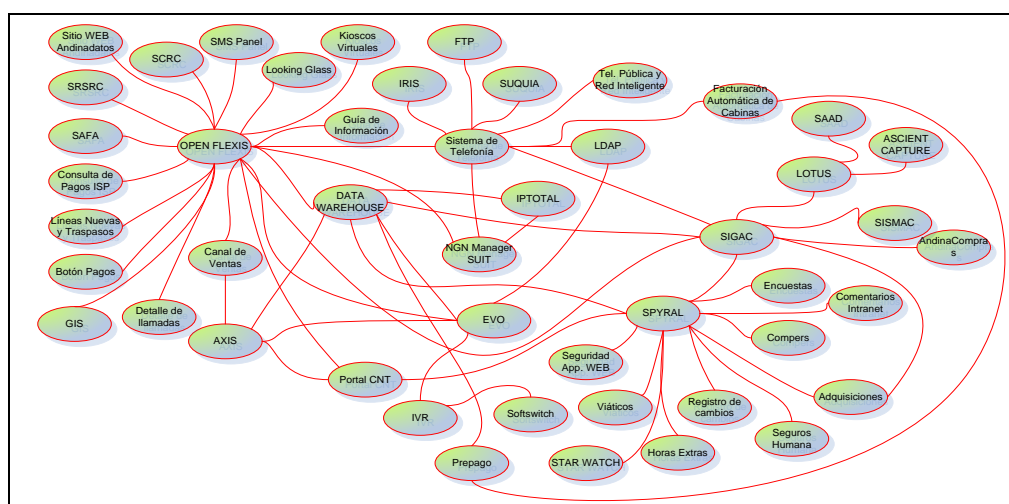 Sitio WEB
Andinadatos
SCRC
SMS Panel
Kioscos
Virtuales
FTP
Looking Glass
IRIS
SUQUIA
Tel. Pública y
Red Inteligente
Facturación
Automática de
Cabinas
SRSRC
SAFA
Guía de
Información
OPEN FLEXIS
Sistema de
Telefonía
LDAP
SAAD
ASCIENT
CAPTURE
LOTUS
Consulta de
Pagos ISP
DATA
WAREHOUSE
IPTOTAL
Líneas Nuevas
y Traspasos
Canal de
Ventas
NGN Manager
SUIT
SIGAC
SISMAC
AndinaCompra
s
Botón Pagos
GIS
Detalle de
llamadas
AXIS
EVO
SPYRAL
Encuestas
Comentarios
Intranet
Compers
Portal CNT
Seguridad
App. WEB
IVR
Softswitch
Viáticos
Registro de
cambios
Adquisiciones
Seguros
Humana
Prepago
STAR WATCH
Horas Extras